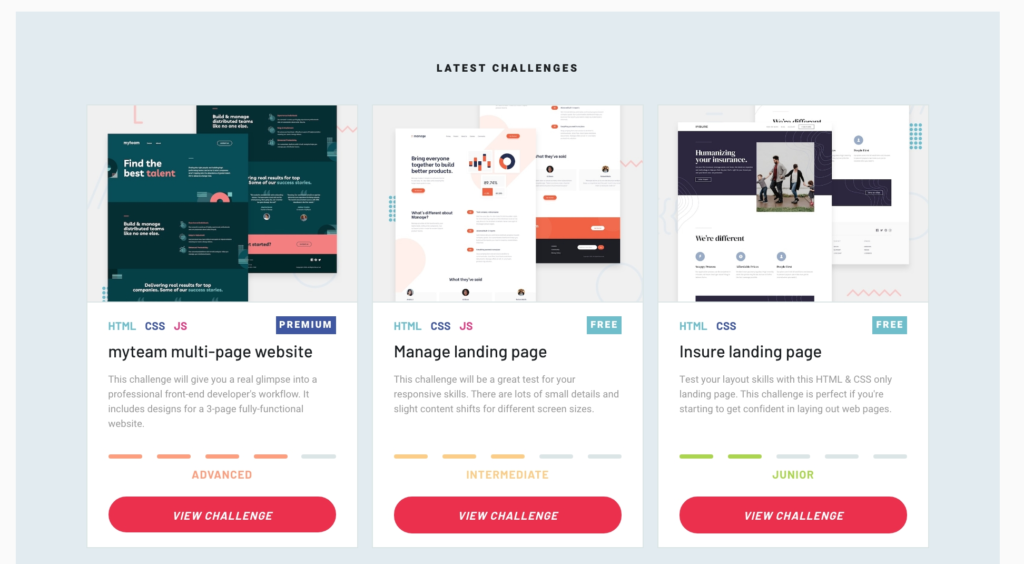 LATEST CHALLENGES
myteam
Find the
best talent
Build & manage
distributed teams
like no one else.
Build & manage
distributed teams
like no one else.
Delivering real results for top
companies. Some of our success stories.
manage
Bring everyone
together to build
better products.
What's different about
Manage?
What they've said
Humanizing
your insurance.
We're different
HTML CSS JS
PREMIUM
myteam multi-page website
This challenge will give you a real glimpse into a
professional front-end developer's workflow. It
includes designs for a 3-page fully-functional
website.
ADVANCED
VIEW CHALLENGE
HTML CSS JS
FREE
Manage landing page
This challenge will be a great test for your
responsive skills. There are lots of small details and
slight content shifts for different screen sizes.
INTERMEDIATE
VIEW CHALLENGE
HTML CSS
FREE
Insure landing page
Test your layout skills with this HTML & CSS only
landing page. This challenge is perfect if you're
starting to get confident in laying out web pages.
JUNIOR
VIEW CHALLENGE